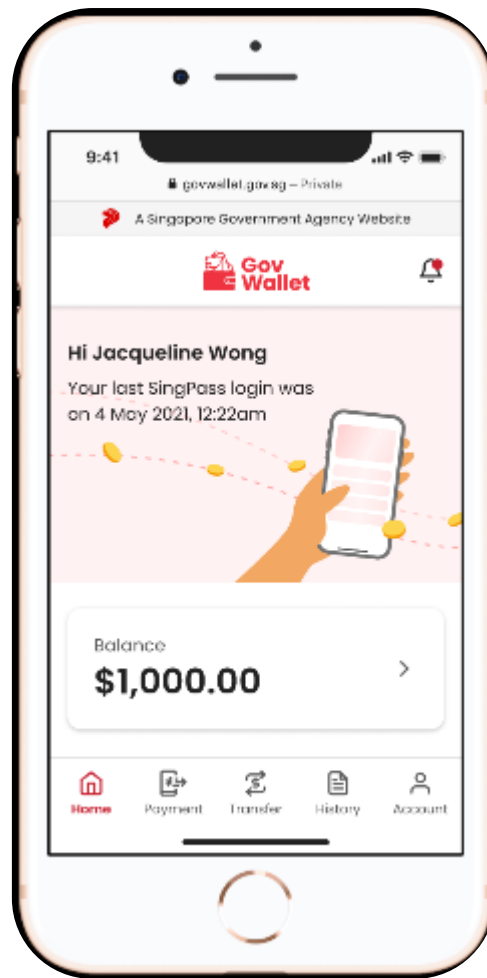 9:41
govwallet.gov.sg – Private
A Singapore Government Agency Website
Gov
Wallet
Hi Jacqueline Wong
Your last SingPass login was
on 4 May 2021, 12:22am
Balance
$1,000.00
Home Payment Transfer History Account